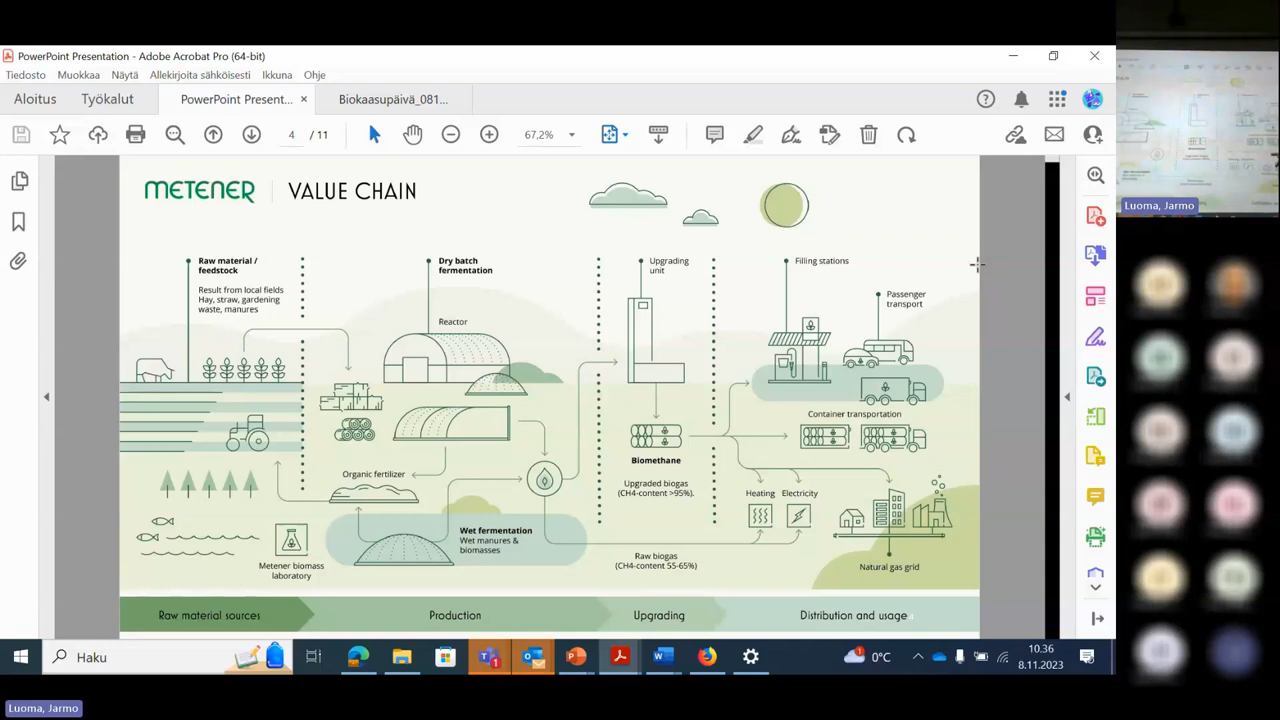 PowerPoint Presentation - Adobe Acrobat Pro (64-bit)
Tiedosto Muokkaa Näytä Allekirjoita sähköisesti Ikkuna Ohje
Aloitus Työkalut PowerPoint Present... × Biokaasupäivä_081...
4 / 11 67,2%
METENER VALUE CHAIN
Raw material /
feedstock
Result from local fields
Hay, straw, gardening
waste, manures
Dry batch
fermentation
Reactor
Upgrading
unit
Filling stations
Passenger
transport
Container transportation
Organic fertilizer
Biomethane
Upgraded biogas
(CH4-content >95%).
Heating Electricity
Wet fermentation
Wet manures &
biomasses
Raw biogas
(CH4-content 55-65%)
Natural gas grid
Metener biomass
laboratory
Raw material sources Production Upgrading Distribution and usage
4
Haku
1
1
0°C
10.36
8.11.2023
Luoma, Jarmo
Luoma, Jarmo